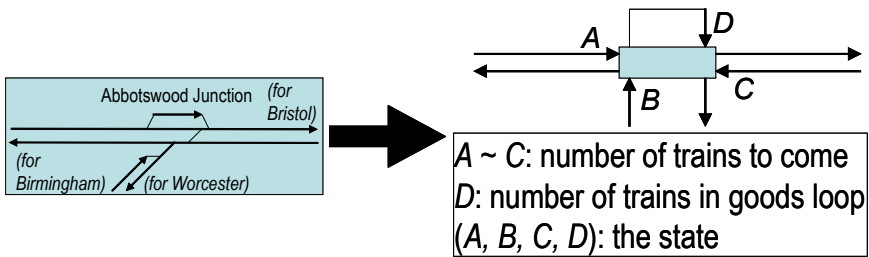 Abbotswood Junction
(for
Bristol)
(for
Birmingham)
(for Worcester)
A
D
B
C
A ~ C: number of trains to come
D: number of trains in goods loop
(A, B, C, D): the state